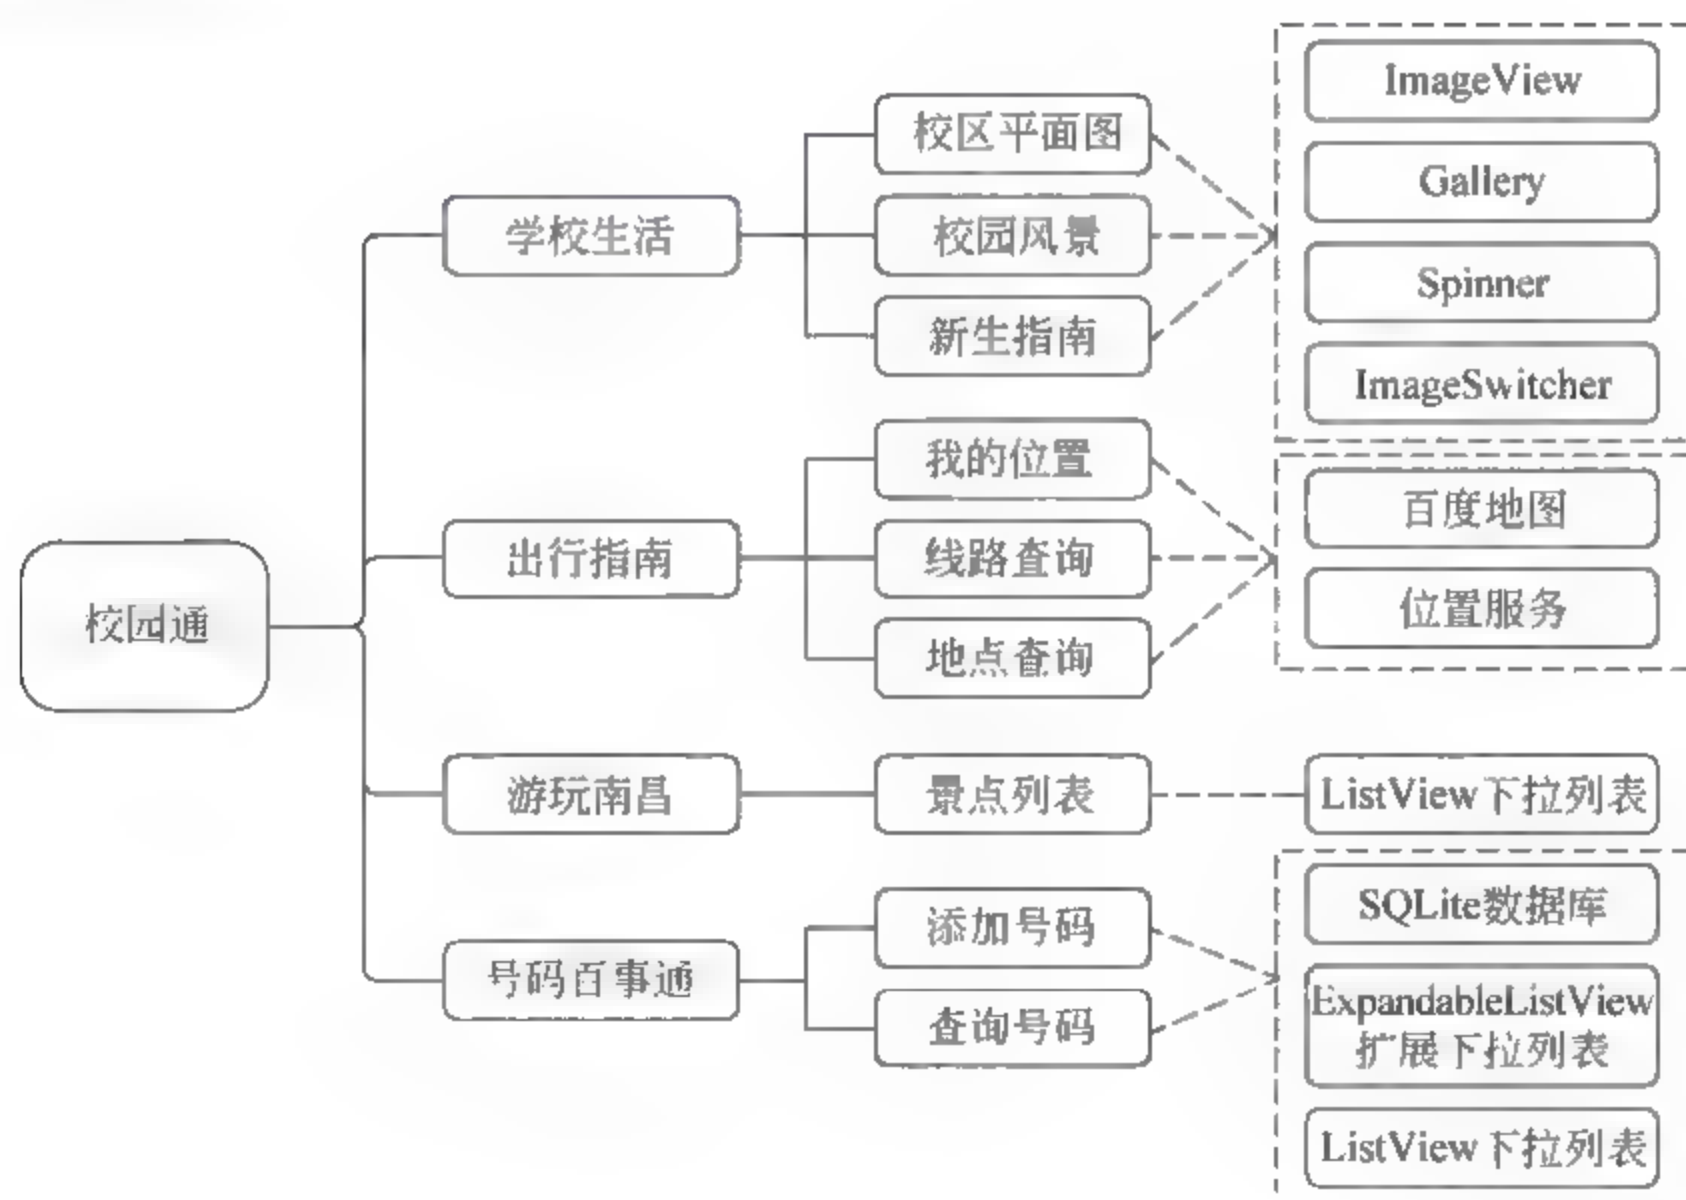 校园通
学校生活
校区平面图
校园风景
新生指南
ImageView
Gallery
Spinner
ImageSwitcher
出行指南
我的位置
线路查询
地点查询
百度地图
位置服务
游玩南昌
景点列表
ListView下拉列表
号码百事通
添加号码
查询号码
SQLite数据库
ExpandableListView
扩展下拉列表
ListView下拉列表